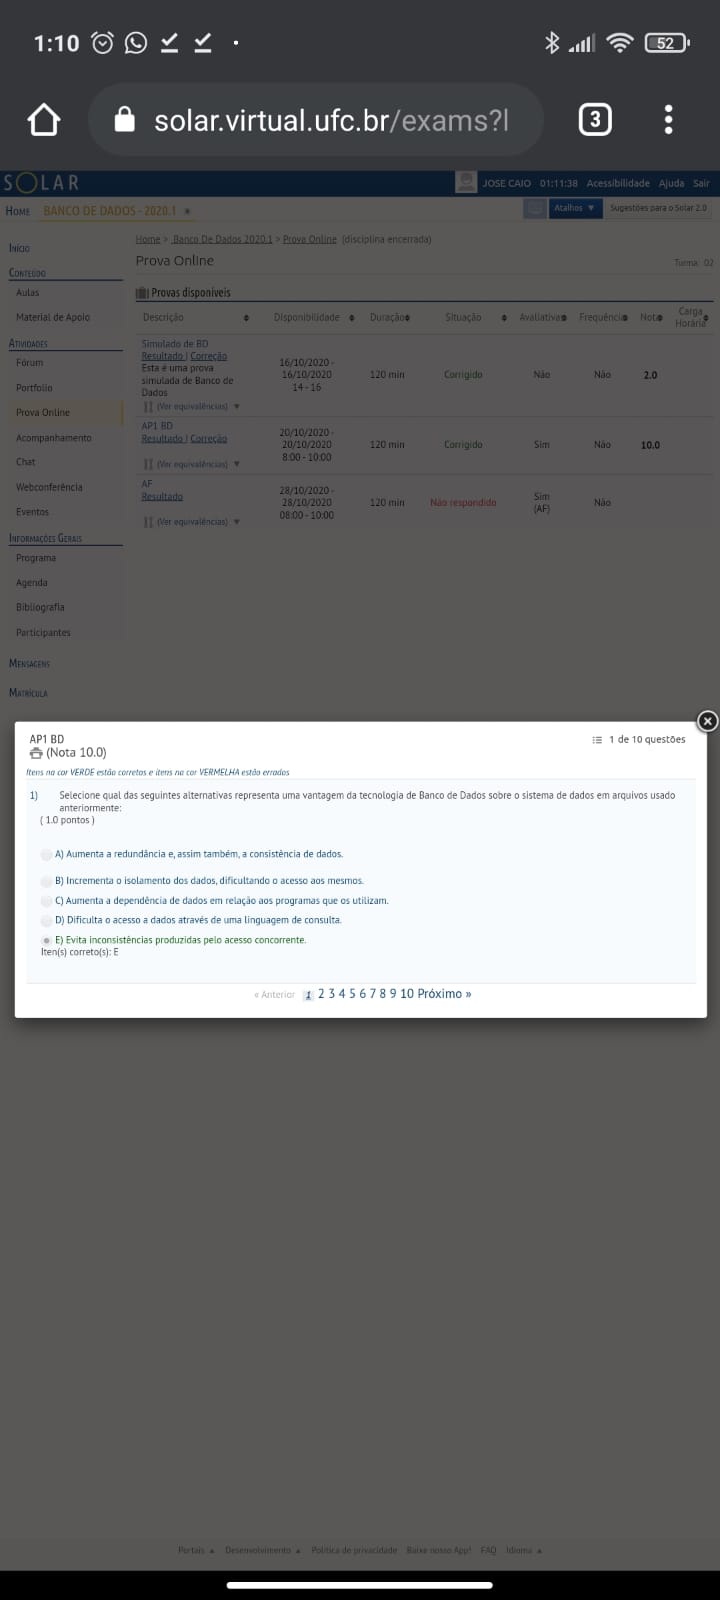 1:10
52
solar.virtual.ufc.br/exams?l
3
SOLAR
JOSE CAIO 01:11:38 Acessibilidade Ajuda Sair
HOME BANCO DE DADOS - 2020.1
Atalhos ▼ Sugestões para o Solar 2.0
INÍCIO
CONTEÚDO
Aulas
Material de Apoio
ATIVIDADES
Fórum
Portfolio
Prova Online
Acompanhamento
Chat
Webconferência
Eventos
INFORMAÇÕES GERAIS
Programa
Agenda
Bibliografia
Participantes
MENSAGENS
MATRÍCULA
Home > .Banco De Dados 2020.1 > Prova Online (disciplina encerrada)
Prova Online
Turma: 02
Provas disponíveis
Descrição Disponibilidade Duração Situação Avaliativa Frequência Nota Carga Horária
Simulado de BD
Resultado | Correção
Esta é uma prova
simulada de Banco de
Dados
(Ver equivalências) ▼
16/10/2020 -
16/10/2020
14 - 16
120 min
Corrigido
Não
Não
2.0
AP1 BD
Resultado | Correção
(Ver equivalências) ▼
20/10/2020 -
20/10/2020
8:00 - 10:00
120 min
Corrigido
Sim
Não
10.0
AF
Resultado
(Ver equivalências) ▼
28/10/2020 -
28/10/2020
08:00 - 10:00
120 min
Não respondido
Sim
(AF)
Não
AP1 BD
(Nota 10.0)
1 de 10 questões
Itens na cor VERDE estão corretos e itens na cor VERMELHA estão errados
1) Selecione qual das seguintes alternativas representa uma vantagem da tecnologia de Banco de Dados sobre o sistema de dados em arquivos usado
anteriormente:
( 1.0 pontos )
A) Aumenta a redundância e, assim também, a consistência de dados.
B) Incrementa o isolamento dos dados, dificultando o acesso aos mesmos.
C) Aumenta a dependência de dados em relação aos programas que os utilizam.
D) Dificulta o acesso a dados através de uma linguagem de consulta.
E) Evita inconsistências produzidas pelo acesso concorrente.
Iten(s) correto(s): E
« Anterior 1 2 3 4 5 6 7 8 9 10 Próximo »
Portais ▲ Desenvolvimento ▲ Política de privacidade Baixe nosso App! FAQ Idioma ▲